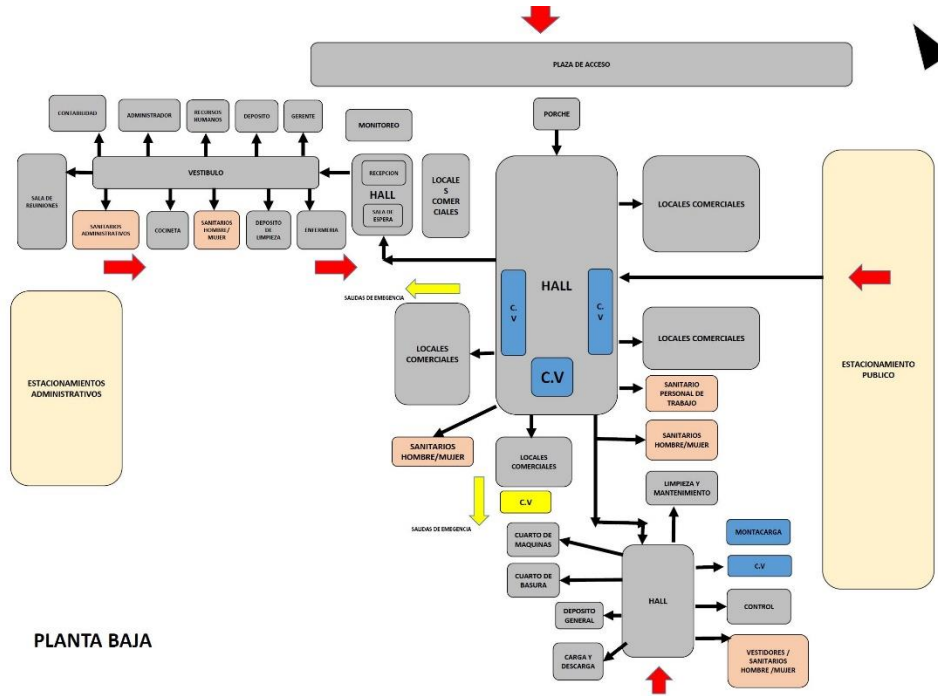 PLAZA DE ACCESO
CONTABILIDAD
ADMINISTRADOR
RECURSOS
HUMANOS
DEPOSITO
GERENTE
MONITOREO
PORCHE
VESTIBULO
RECEPCION
HALL
SALA DE
ESPERA
LOCALE
S
COMER
CIALES
LOCALES COMERCIALES
SALA DE
REUNIONES
SANITARIOS
ADMINISTRATIVOS
COCINETA
SANITARIOS
HOMBRE/
MUJER
DEPOSITO
DE
LIMPIEZA
ENFERMERIA
HALL
C.
V
C.
V
C.V
SALIDAS DE EMEGENCIA
LOCALES
COMERCIALES
LOCALES COMERCIALES
ESTACIONAMIENTOS
ADMINISTRATIVOS
ESTACIONAMIENTO
PUBLICO
SANITARIO
PERSONAL DE
TRABAJO
SANITARIOS
HOMBRE/MUJER
SANITARIOS
HOMBRE/MUJER
LOCALES
COMERCIALES
C.V
SALIDAS DE EMEGENCIA
LIMPIEZA Y
MANTENIMIENTO
CUARTO DE
MAQUINAS
MONTACARGA
CUARTO DE
BASURA
C.V
HALL
DEPOSITO
GENERAL
CONTROL
CARGA Y
DESCARGA
VESTIDORES /
SANITARIOS
HOMBRE /MUJER
PLANTA BAJA